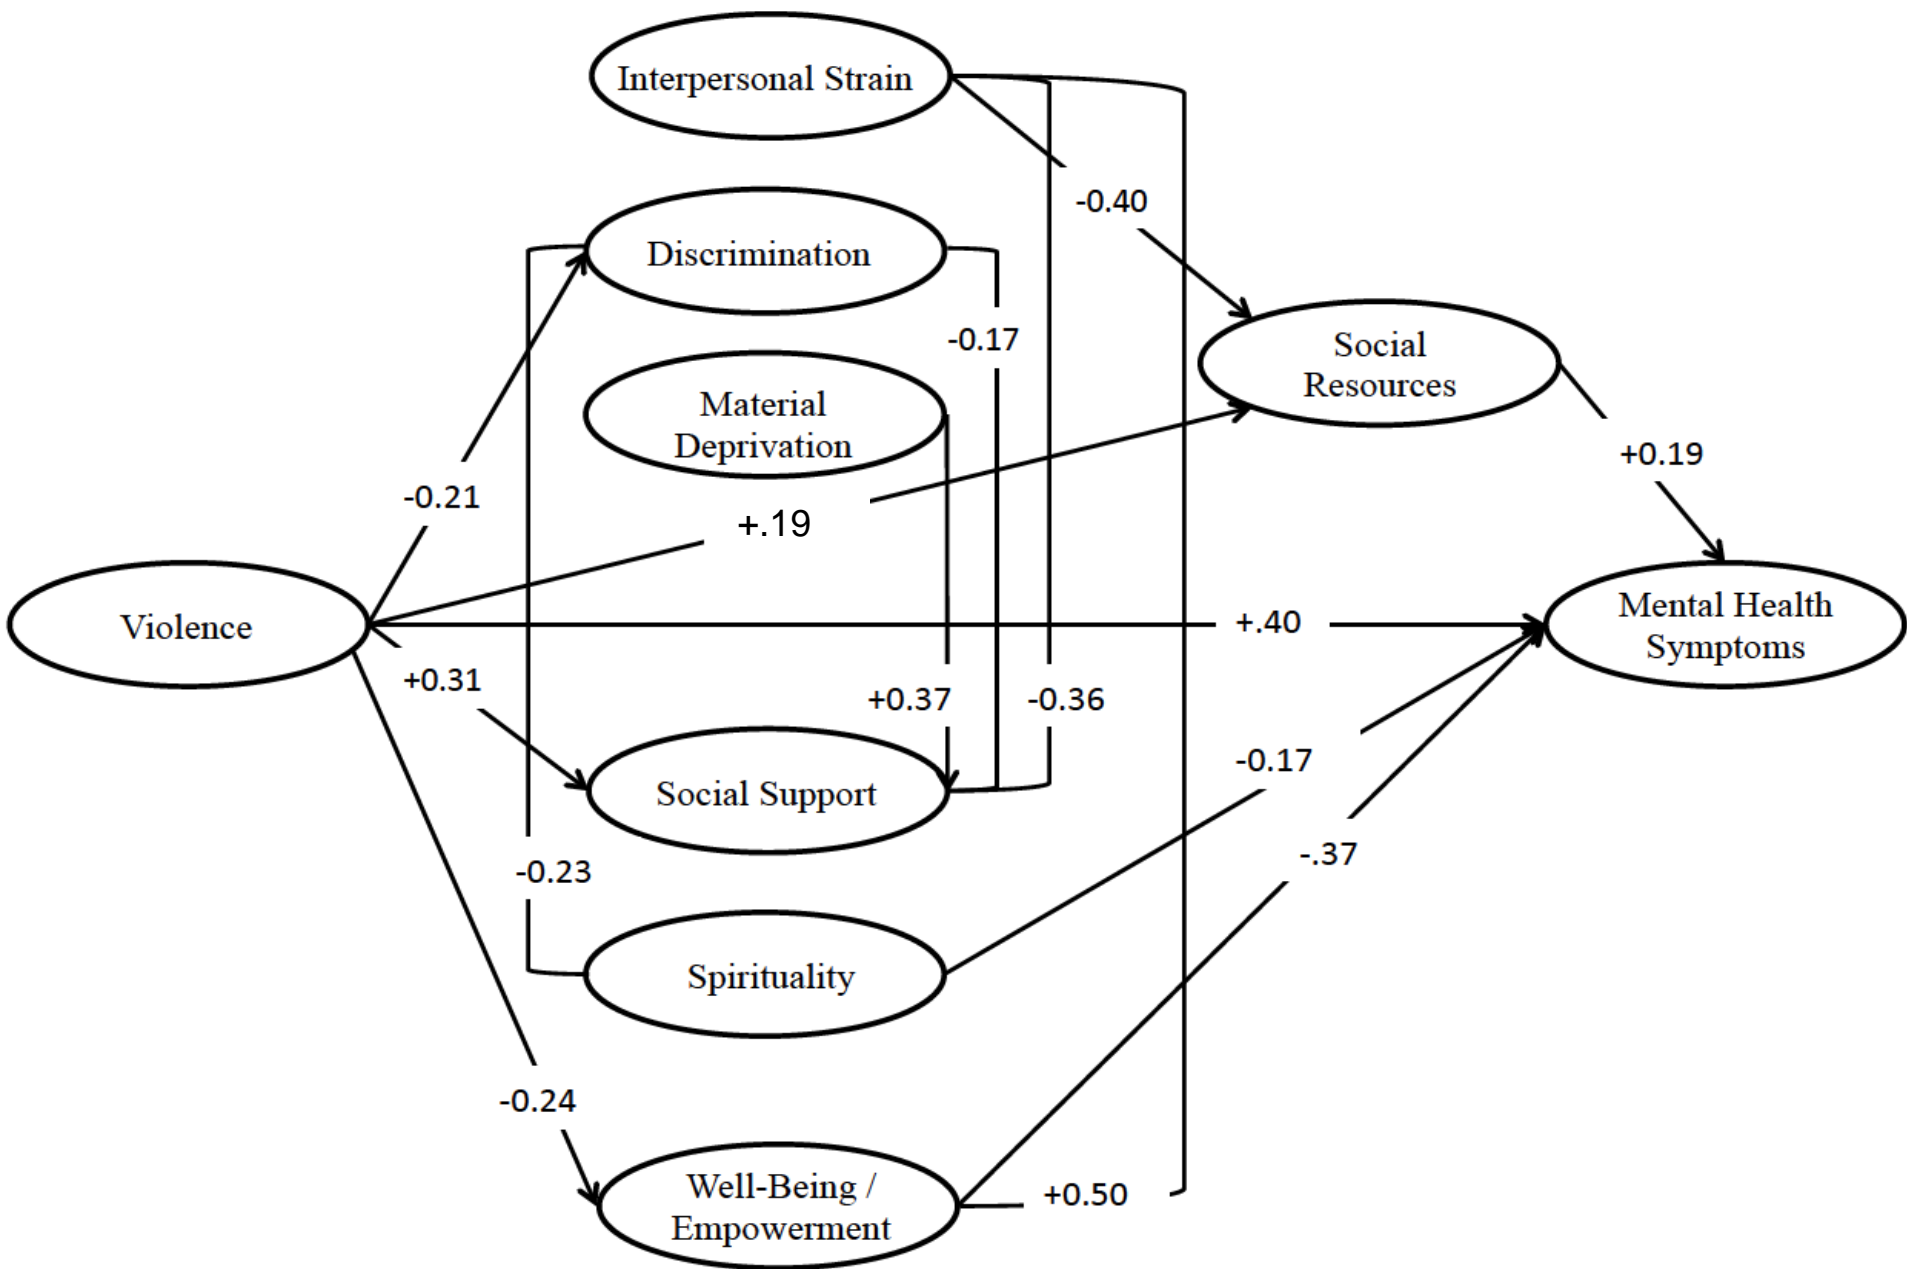 Interpersonal Strain
-0.40
Discrimination
-0.17
Social
Resources
Material
Deprivation
+0.19
-0.21
+.19
Violence
+.40
Mental Health
Symptoms
+0.31
+0.37
-0.36
-0.17
Social Support
-.37
-0.23
Spirituality
-0.24
Well-Being /
Empowerment
+0.50